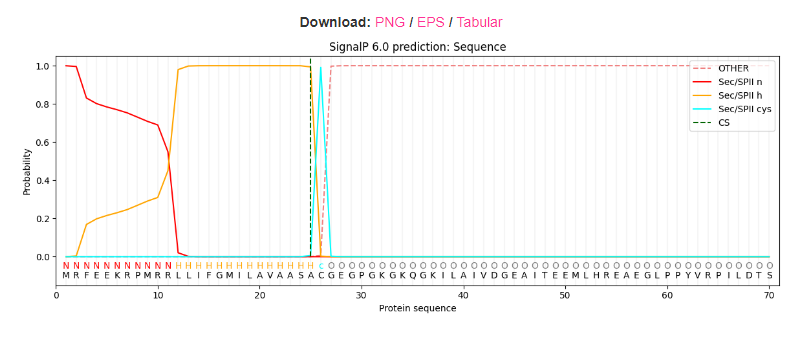 Download: PNG / EPS / Tabular
SignalP 6.0 prediction: Sequence
OTHER
Sec/SPII n
Sec/SPII h
Sec/SPII cys
CS
Probability
1.0
0.8
0.6
0.4
0.2
0.0
N N N N N N N N N N N H H H H H H H H H H H H H H c O O O O O O O O O O O O O O O O O O O O O O O O O O O O O O O O O O O O O O O O O O O O
M R F E E K R P M R R L L I F G M I L A V A A S A C G E G P G K G K Q G K I L A I V D G E A I T E E M L H R E A E G L P P Y V R P I L D T S
0 10 20 30 40 50 60 70
Protein sequence